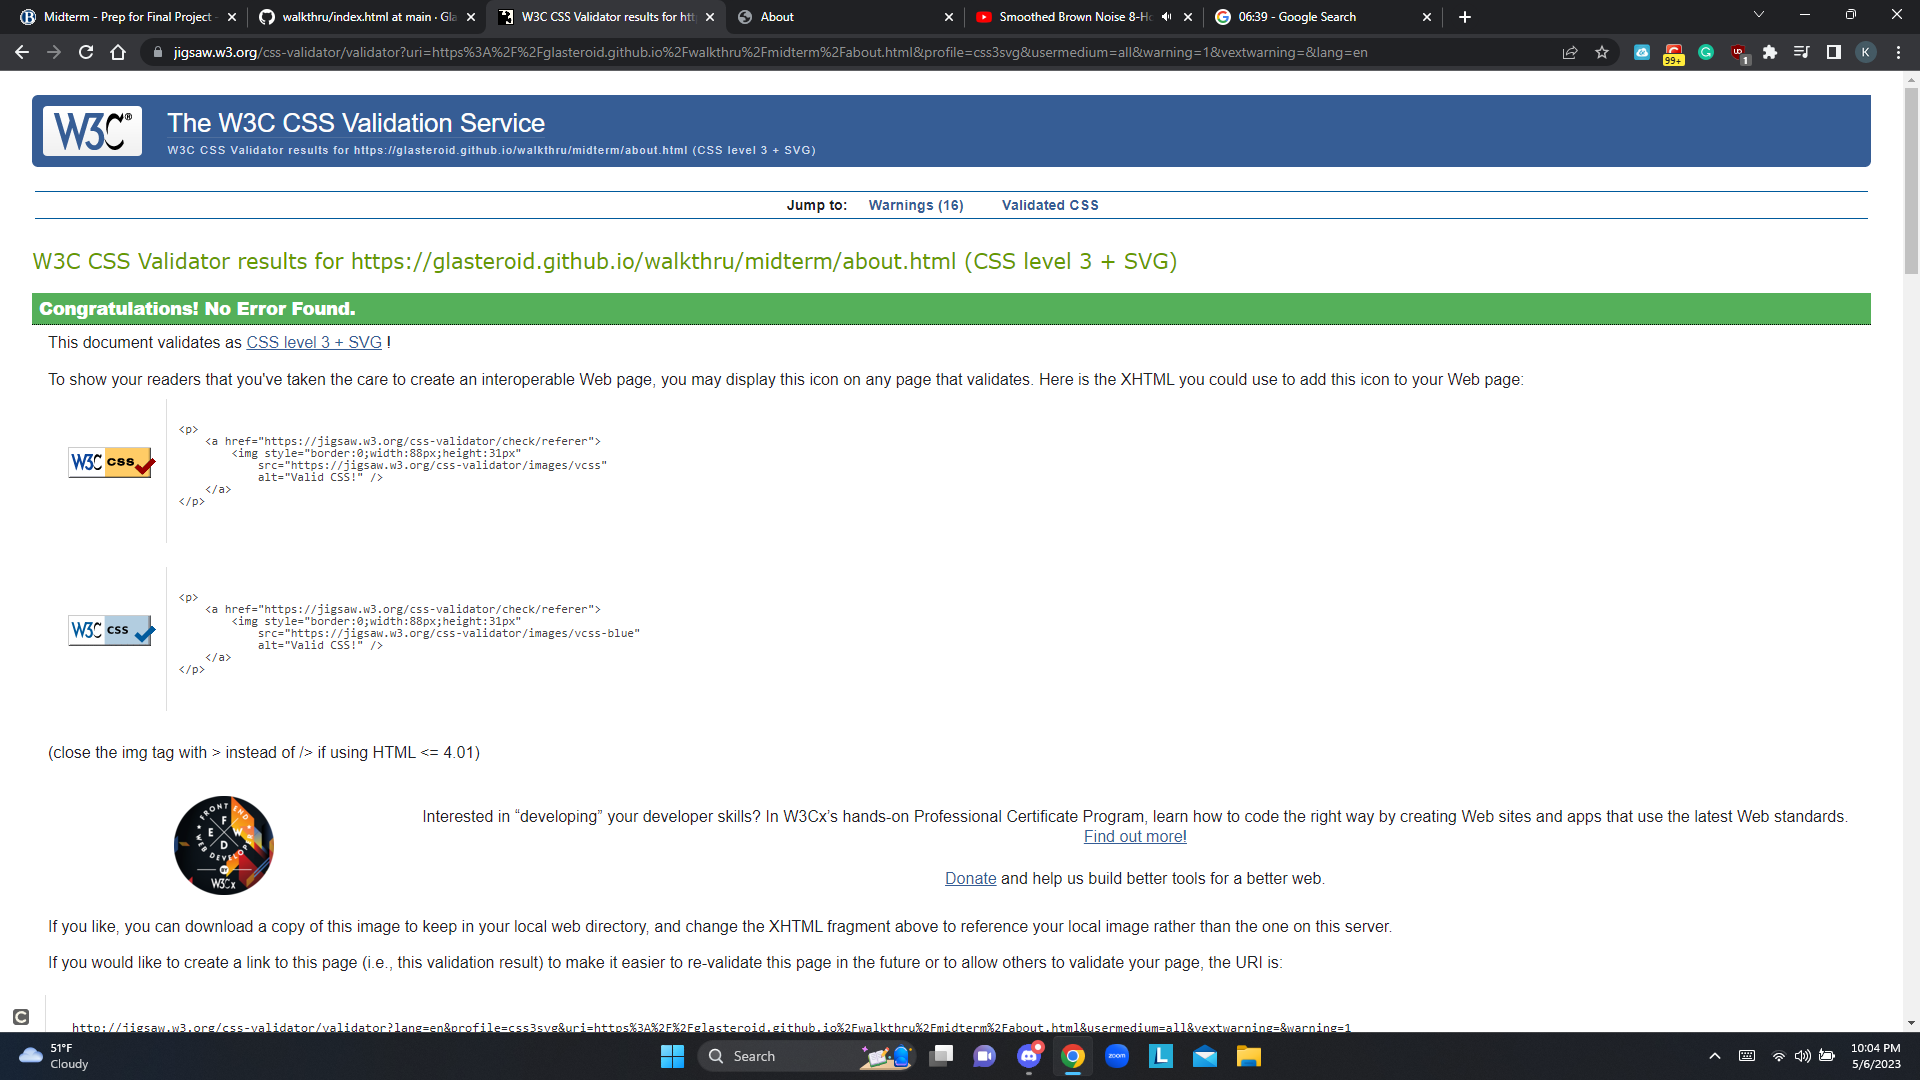 Midterm - Prep for Final Project -
walkthru/index.html at main · Gla
W3C CSS Validator results for htt
About
Smoothed Brown Noise 8-Ho
06:39 - Google Search
jigsaw.w3.org/css-validator/validator?uri=https%3A%2F%2Fglasteroid.github.io%2Fwalkthru%2Fmidterm%2Fabout.html&profile=css3svg&usermedium=all&warning=1&vextwarning=&lang=en
99+
1
K
W3C®
The W3C CSS Validation Service
W3C CSS Validator results for https://glasteroid.github.io/walkthru/midterm/about.html (CSS level 3 + SVG)
Jump to: Warnings (16) Validated CSS
W3C CSS Validator results for https://glasteroid.github.io/walkthru/midterm/about.html (CSS level 3 + SVG)
Congratulations! No Error Found.
This document validates as CSS level 3 + SVG !
To show your readers that you've taken the care to create an interoperable Web page, you may display this icon on any page that validates. Here is the XHTML you could use to add this icon to your Web page:
W3C css
<p>
<a href="https://jigsaw.w3.org/css-validator/check/referer">
<img style="border:0;width:88px;height:31px"
src="https://jigsaw.w3.org/css-validator/images/vcss"
alt="Valid CSS!" />
</a>
</p>
W3C css
<p>
<a href="https://jigsaw.w3.org/css-validator/check/referer">
<img style="border:0;width:88px;height:31px"
src="https://jigsaw.w3.org/css-validator/images/vcss-blue"
alt="Valid CSS!" />
</a>
</p>
(close the img tag with > instead of /> if using HTML <= 4.01)
FRONT END
F E W D
WEB DEVELOPER
BY
W3Cx
Interested in “developing” your developer skills? In W3Cx’s hands-on Professional Certificate Program, learn how to code the right way by creating Web sites and apps that use the latest Web standards.
Find out more!
Donate and help us build better tools for a better web.
If you like, you can download a copy of this image to keep in your local web directory, and change the XHTML fragment above to reference your local image rather than the one on this server.
If you would like to create a link to this page (i.e., this validation result) to make it easier to re-validate this page in the future or to allow others to validate your page, the URI is:
http://jigsaw.w3.org/css-validator/validator?lang=en&profile=css3svg&uri=https%3A%2F%2Fglasteroid.github.io%2Fwalkthru%2Fmidterm%2Fabout.html&usermedium=all&vextwarning=&warning=1
C
51°F
Cloudy
Search
zoom
L
10:04 PM
5/6/2023